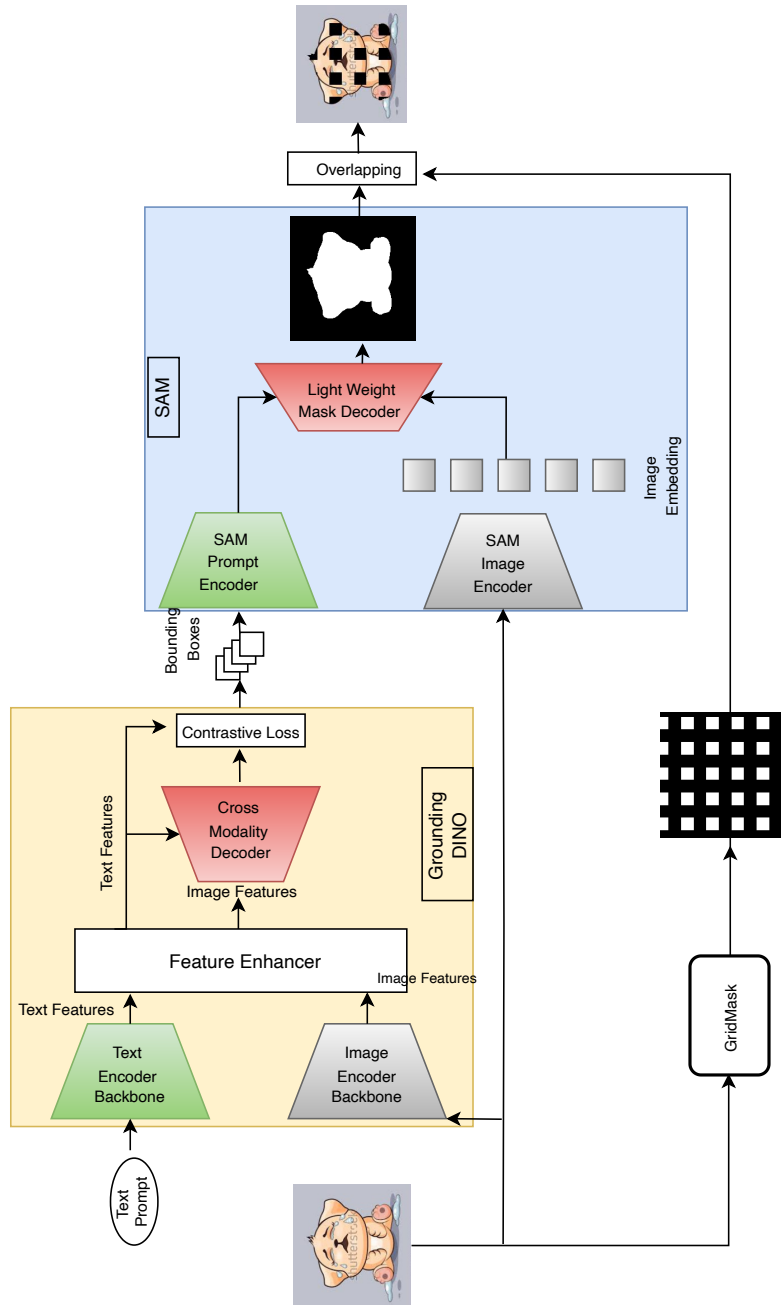 shutterstock
Overlapping
SAM
Light Weight
Mask Decoder
Image
Embedding
SAM
Prompt
Encoder
SAM
Image
Encoder
Bounding
Boxes
Contrastive Loss
Text Features
Cross
Modality
Decoder
Grounding
DINO
Image Features
Feature Enhancer
Image Features
Text Features
Text
Encoder
Backbone
Image
Encoder
Backbone
GridMask
Text
Prompt
shutterstock